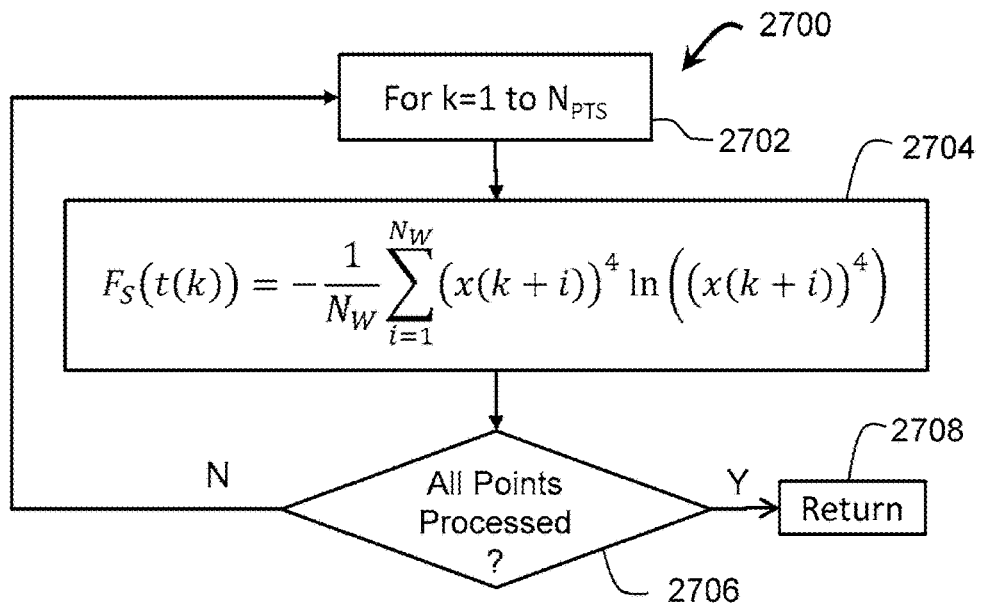 2700
For k=1 to N_PTS
2702
2704
F_S(t(k)) = -\frac{1}{N_W} \sum_{i=1}^{N_W} (x(k + i))^4 \ln((x(k + i))^4)
N
All Points
Processed
?
Y
2708
Return
2706